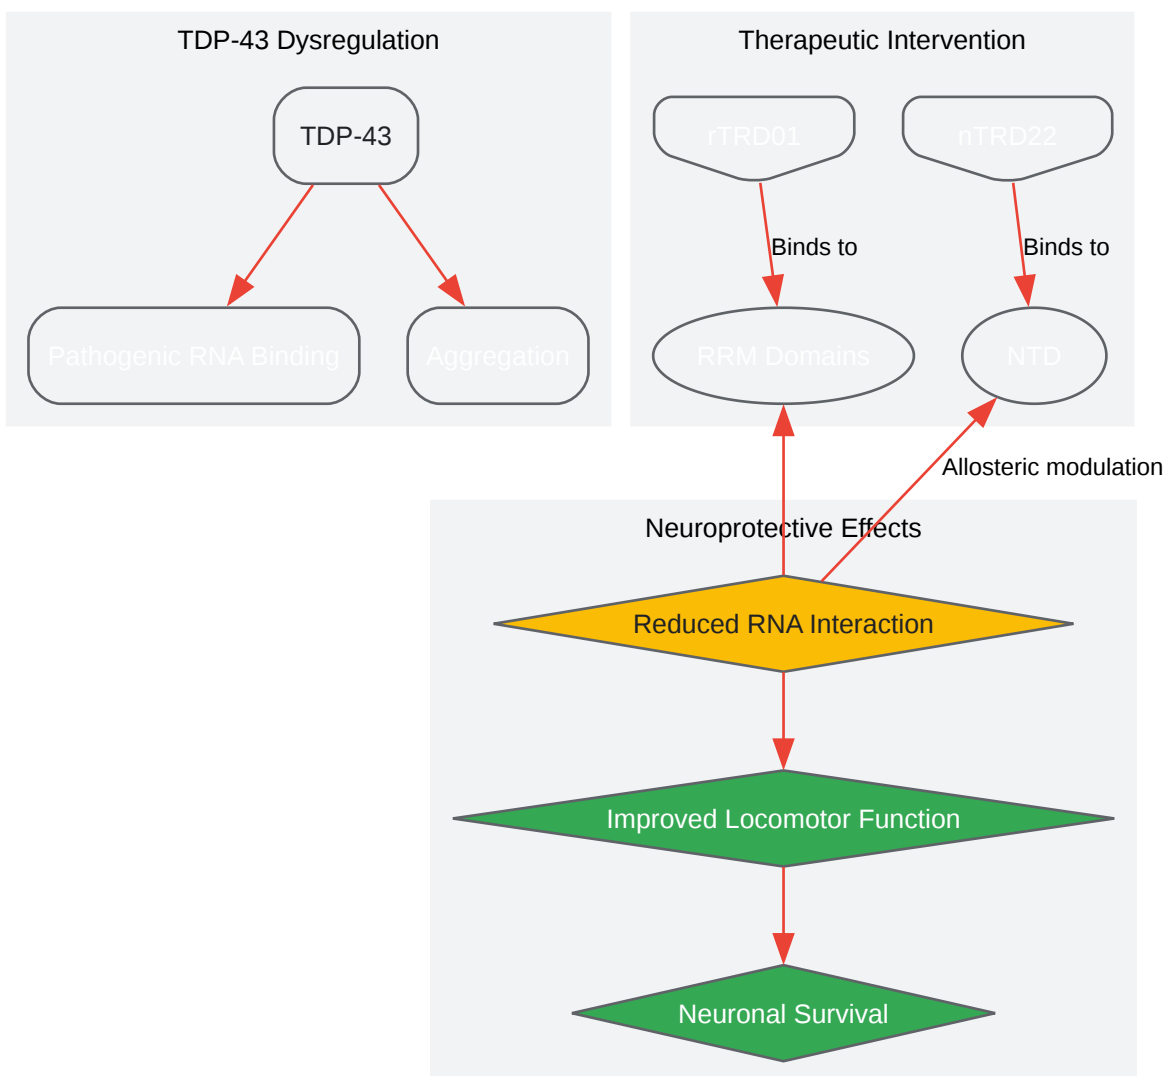 TDP-43 Dysregulation
Therapeutic Intervention
TDP-43
rTRD01
nTRD22
Binds to
Binds to
Pathogenic RNA Binding
Aggregation
RRM Domains
NTD
Allosteric modulation
Neuroprotective Effects
Reduced RNA Interaction
Improved Locomotor Function
Neuronal Survival